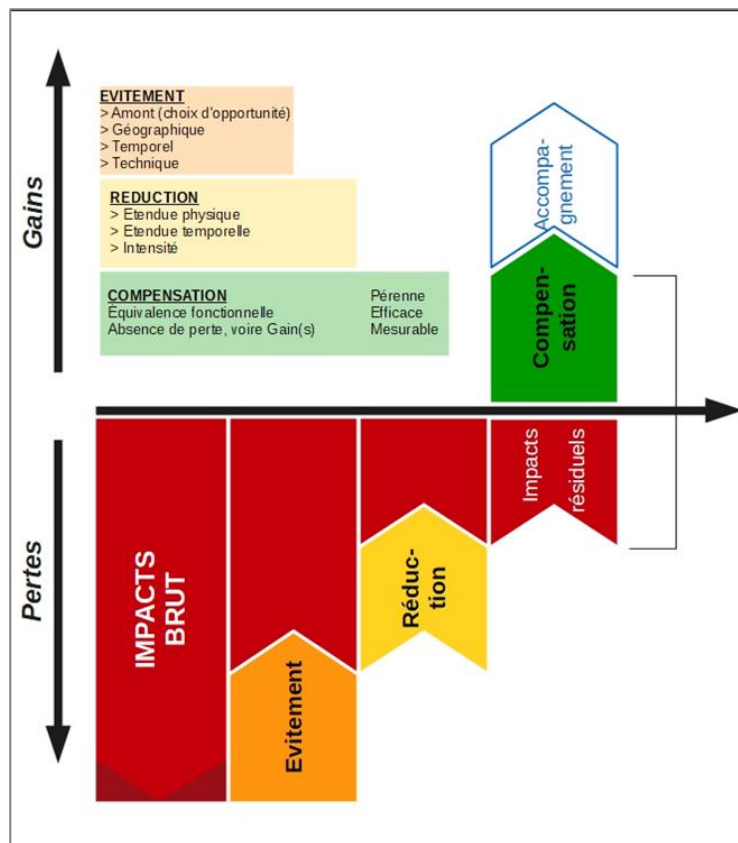 Gains
EVITEMENT
> Amont (choix d'opportunité)
> Géographique
> Temporel
> Technique
REDUCTION
> Etendue physique
> Etendue temporelle
> Intensité
COMPENSATION
Équivalence fonctionnelle
Absence de perte, voire Gain(s)
Pérenne
Efficace
Mesurable
Accompa-
gnement
Compen-
sation
Pertes
IMPACTS
BRUT
Evitement
Réduc-
tion
Impacts
résiduels